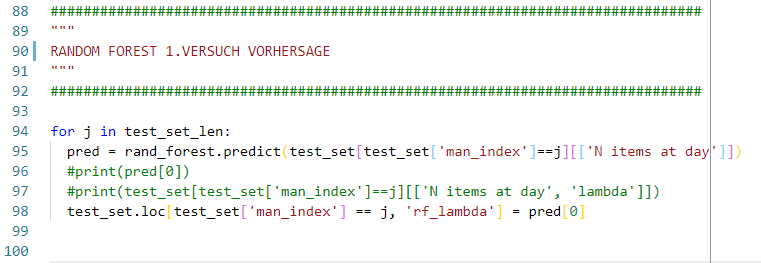 88 ################################################################################
89 """
90 RANDOM FOREST 1.VERSUCH VORHERSAGE
91 """
92 ################################################################################
93
94 for j in test_set_len:
95     pred = rand_forest.predict(test_set[test_set['man_index']==j][['N items at day']])
96     #print(pred[0])
97     #print(test_set[test_set['man_index']==j][['N items at day', 'lambda']])
98     test_set.loc[test_set['man_index'] == j, 'rf_lambda'] = pred[0]
99
100